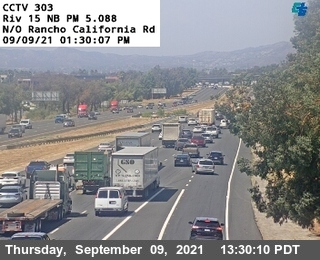 CCTV 303
Riv 15 NB PM 5.088
N/O Rancho California Rd
09/09/21 01:30:07 PM
Thursday, September 09, 2021 13:30:10 PDT